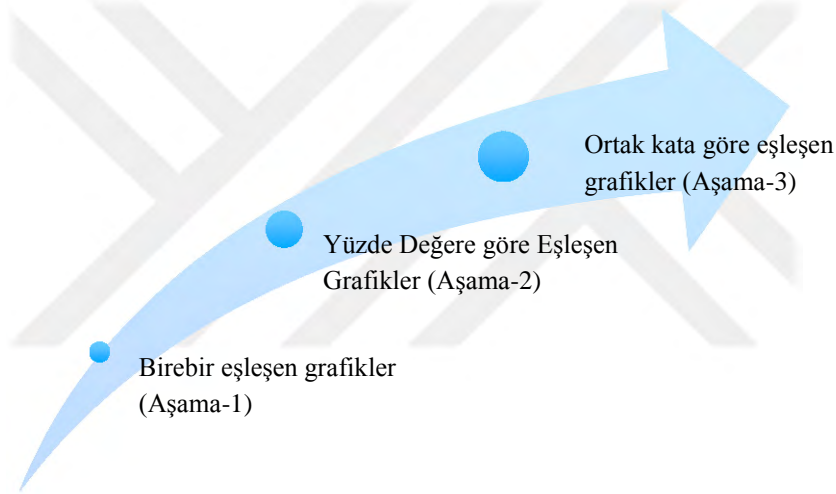 Ortak kata göre eşleşen
grafikler (Aşama-3)
Yüzde Değere göre Eşleşen
Grafikler (Aşama-2)
Birebir eşleşen grafikler
(Aşama-1)